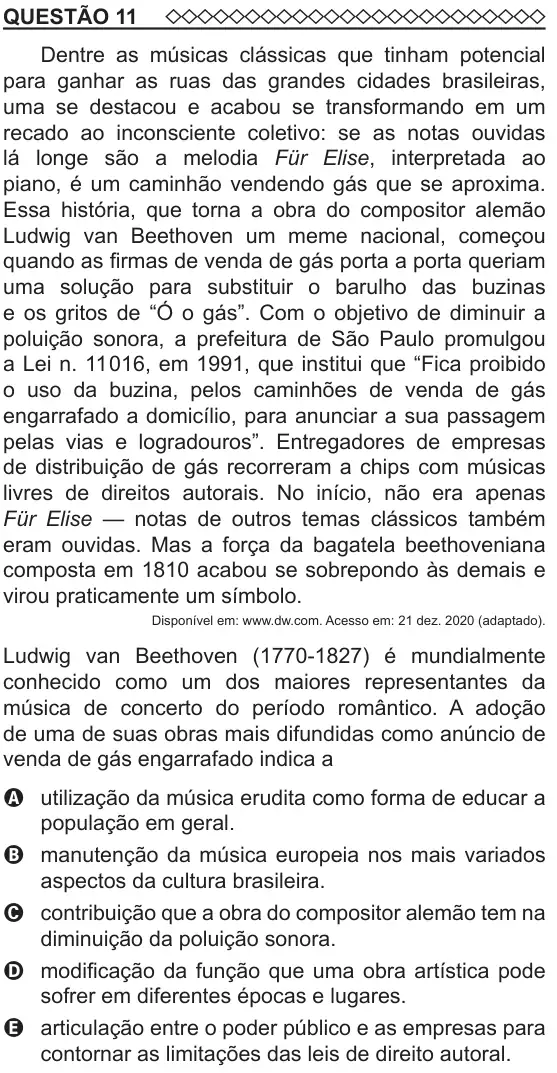 QUESTÃO 11
Dentre as músicas clássicas que tinham potencial
para ganhar as ruas das grandes cidades brasileiras,
uma se destacou e acabou se transformando em um
recado ao inconsciente coletivo: se as notas ouvidas
lá longe são a melodia Für Elise, interpretada ao
piano, é um caminhão vendendo gás que se aproxima.
Essa história, que torna a obra do compositor alemão
Ludwig van Beethoven um meme nacional, começou
quando as firmas de venda de gás porta a porta queriam
uma solução para substituir o barulho das buzinas
e os gritos de “Ó o gás”. Com o objetivo de diminuir a
poluição sonora, a prefeitura de São Paulo promulgou
a Lei n. 11016, em 1991, que institui que “Fica proibido
o uso da buzina, pelos caminhões de venda de gás
engarrafado a domicílio, para anunciar a sua passagem
pelas vias e logradouros”. Entregadores de empresas
de distribuição de gás recorreram a chips com músicas
livres de direitos autorais. No início, não era apenas
Für Elise — notas de outros temas clássicos também
eram ouvidas. Mas a força da bagatela beethoveniana
composta em 1810 acabou se sobrepondo às demais e
virou praticamente um símbolo.
Disponível em: www.dw.com. Acesso em: 21 dez. 2020 (adaptado).
Ludwig van Beethoven (1770-1827) é mundialmente
conhecido como um dos maiores representantes da
música de concerto do período romântico. A adoção
de uma de suas obras mais difundidas como anúncio de
venda de gás engarrafado indica a
A utilização da música erudita como forma de educar a
população em geral.
B manutenção da música europeia nos mais variados
aspectos da cultura brasileira.
C contribuição que a obra do compositor alemão tem na
diminuição da poluição sonora.
D modificação da função que uma obra artística pode
sofrer em diferentes épocas e lugares.
E articulação entre o poder público e as empresas para
contornar as limitações das leis de direito autoral.